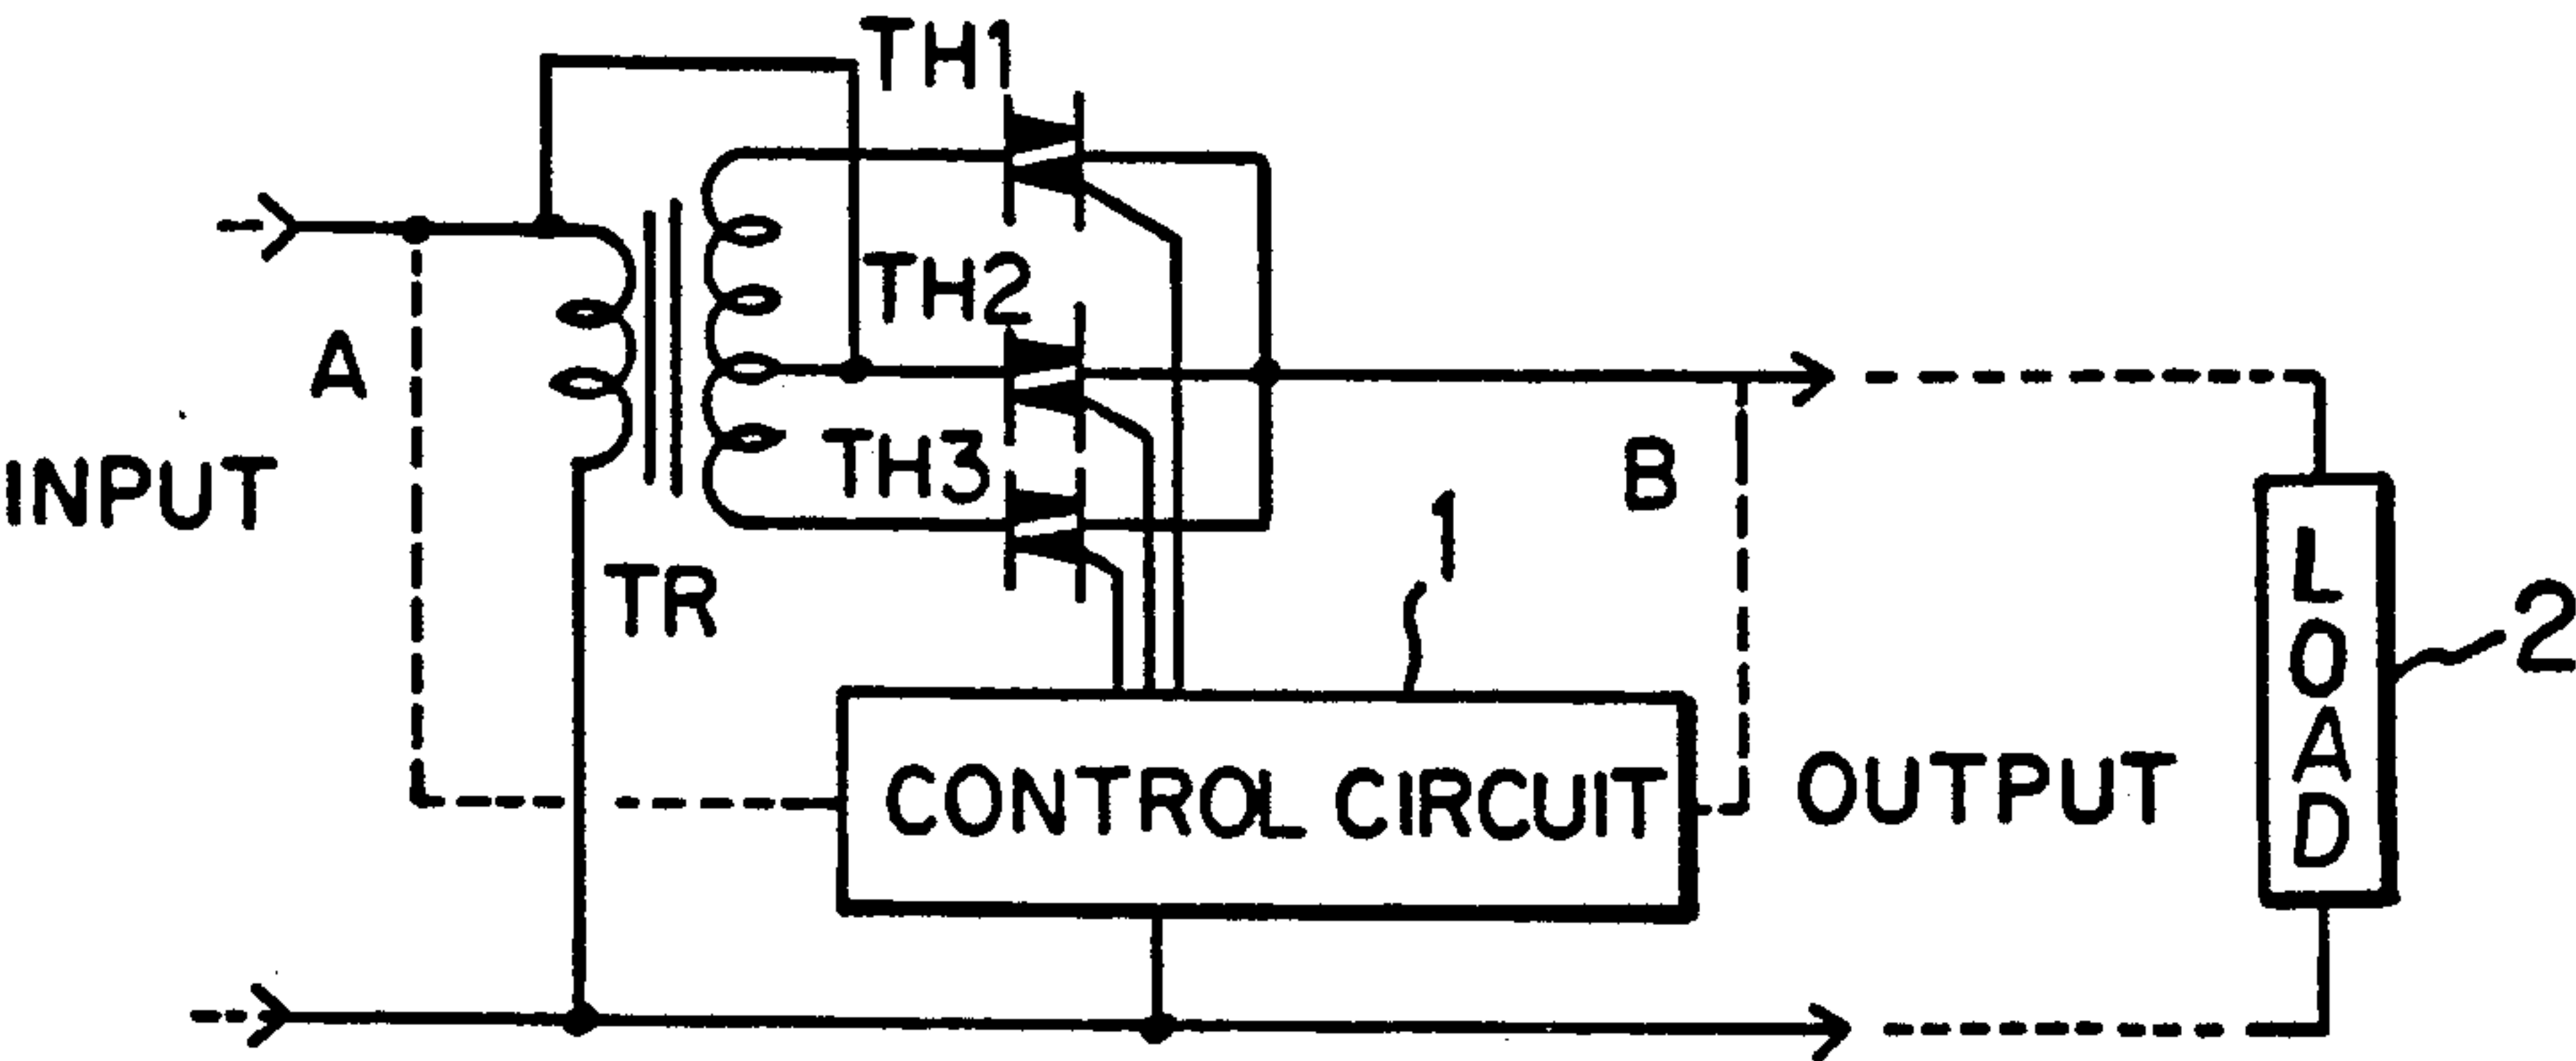 TH1
TH2
A
TH3
B
INPUT
1
TR
2
LOAD
CONTROL CIRCUIT
OUTPUT